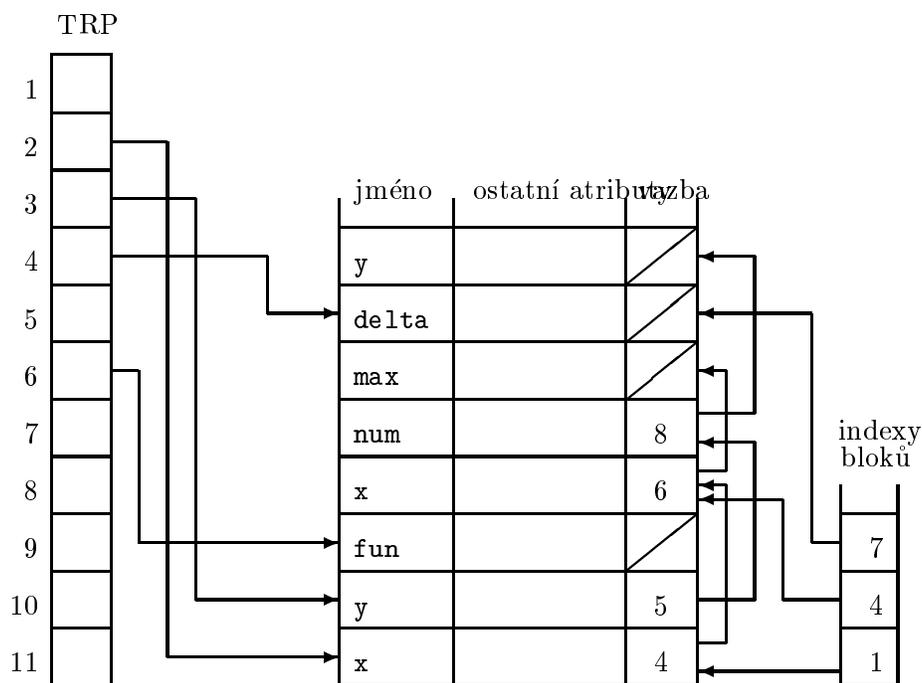 TRP
1
2
3
4
5
6
7
8
9
10
11
jméno ostatní atributy vazba
y
delta
max
num 8
x 6
fun
y 5
x 4
indexy
bloků
7
4
1